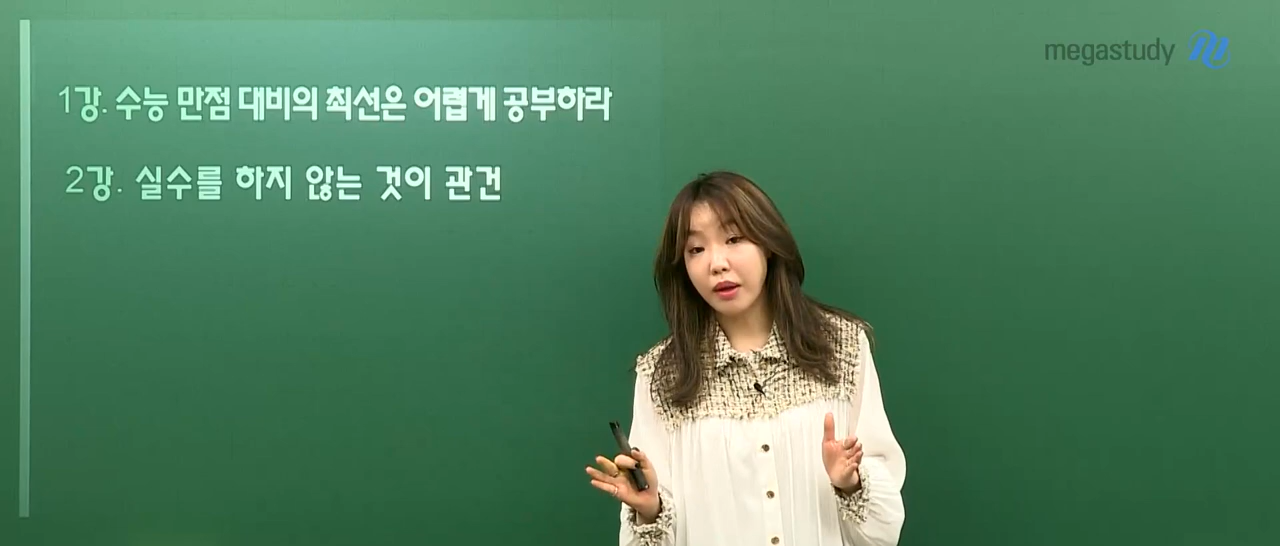 megastudy
1강. 수능 만점 대비의 최선은 어렵게 공부하라
2강. 실수를 하지 않는 것이 관건